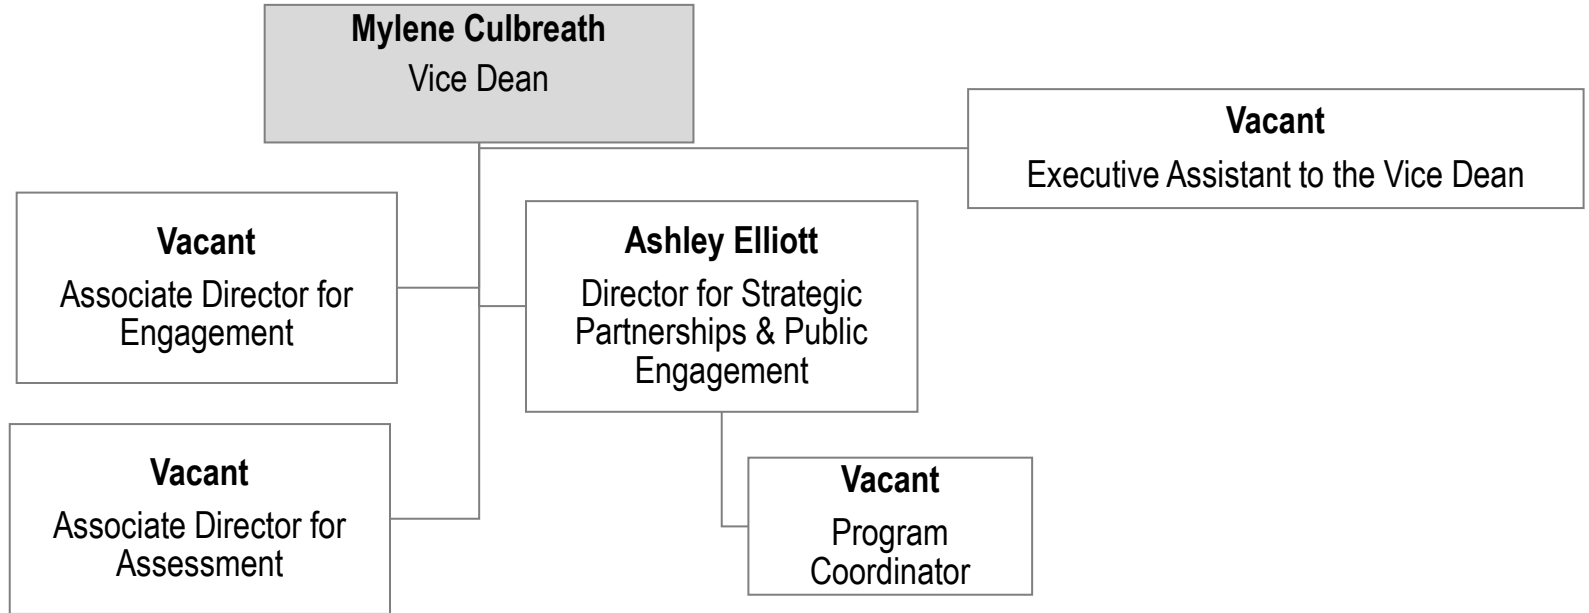 Mylene Culbreath
Vice Dean
Vacant
Executive Assistant to the Vice Dean
Vacant
Associate Director for
Engagement
Ashley Elliott
Director for Strategic
Partnerships & Public
Engagement
Vacant
Associate Director for
Assessment
Vacant
Program
Coordinator